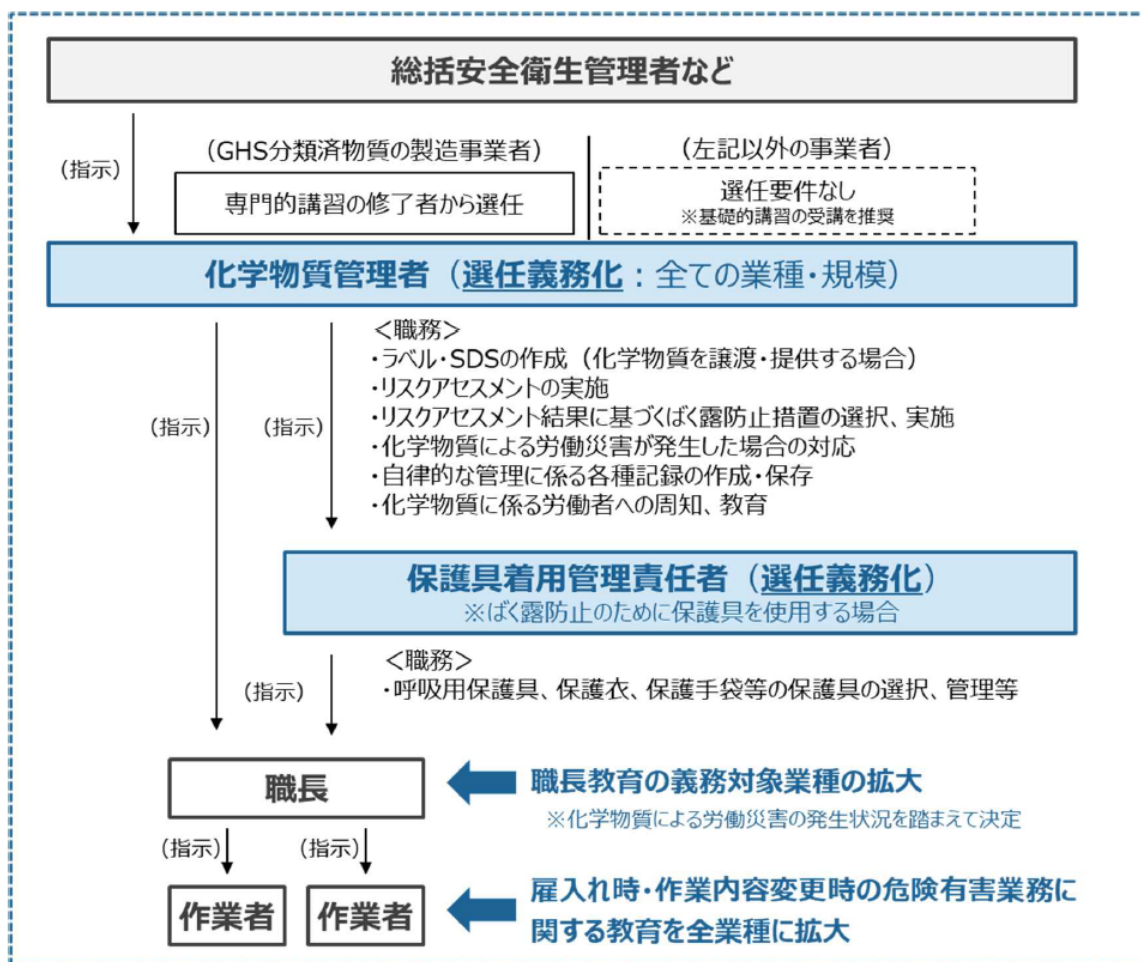 総括安全衛生管理者など
(指示)
（GHS分類済物質の製造事業者）
（左記以外の事業者）
専門的講習の修了者から選任
選任要件なし
※基礎的講習の受講を推奨
化学物質管理者（選任義務化：全ての業種・規模）
＜職務＞
・ラベル・SDSの作成（化学物質を譲渡・提供する場合）
・リスクアセスメントの実施
・リスクアセスメント結果に基づくばく露防止措置の選択、実施
・化学物質による労働災害が発生した場合の対応
・自律的な管理に係る各種記録の作成・保存
・化学物質に係る労働者への周知、教育
(指示)
(指示)
保護具着用管理責任者（選任義務化）
※ばく露防止のために保護具を使用する場合
＜職務＞
・呼吸用保護具、保護衣、保護手袋等の保護具の選択、管理等
(指示)
職長
職長教育の義務対象業種の拡大
※化学物質による労働災害の発生状況を踏まえて決定
(指示)
(指示)
作業者
作業者
雇入れ時・作業内容変更時の危険有害業務に
関する教育を全業種に拡大